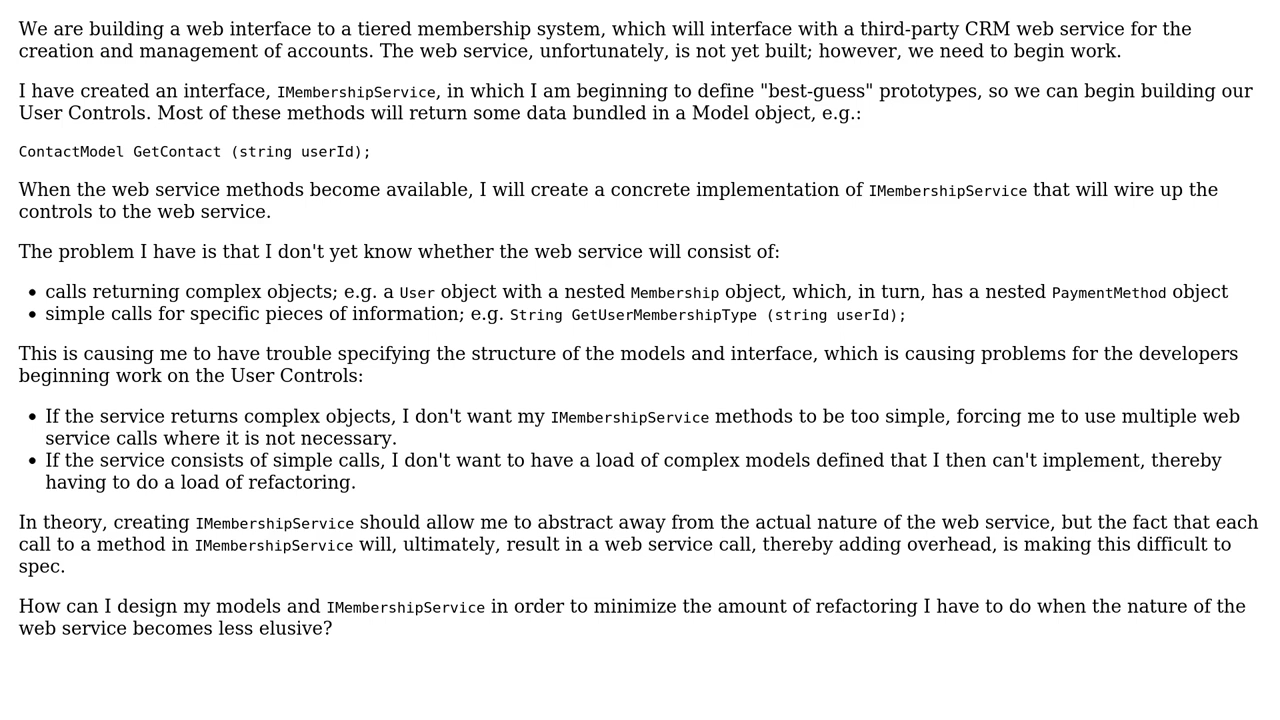 We are building a web interface to a tiered membership system, which will interface with a third-party CRM web service for the
creation and management of accounts. The web service, unfortunately, is not yet built; however, we need to begin work.
I have created an interface, IMembershipService, in which I am beginning to define "best-guess" prototypes, so we can begin building our
User Controls. Most of these methods will return some data bundled in a Model object, e.g.:
ContactModel GetContact (string userId);
When the web service methods become available, I will create a concrete implementation of IMembershipService that will wire up the
controls to the web service.
The problem I have is that I don't yet know whether the web service will consist of:
• calls returning complex objects; e.g. a User object with a nested Membership object, which, in turn, has a nested PaymentMethod object
• simple calls for specific pieces of information; e.g. String GetUserMembershipType (string userId);
This is causing me to have trouble specifying the structure of the models and interface, which is causing problems for the developers
beginning work on the User Controls:
• If the service returns complex objects, I don't want my IMembershipService methods to be too simple, forcing me to use multiple web
service calls where it is not necessary.
• If the service consists of simple calls, I don't want to have a load of complex models defined that I then can't implement, thereby
having to do a load of refactoring.
In theory, creating IMembershipService should allow me to abstract away from the actual nature of the web service, but the fact that each
call to a method in IMembershipService will, ultimately, result in a web service call, thereby adding overhead, is making this difficult to
spec.
How can I design my models and IMembershipService in order to minimize the amount of refactoring I have to do when the nature of the
web service becomes less elusive?